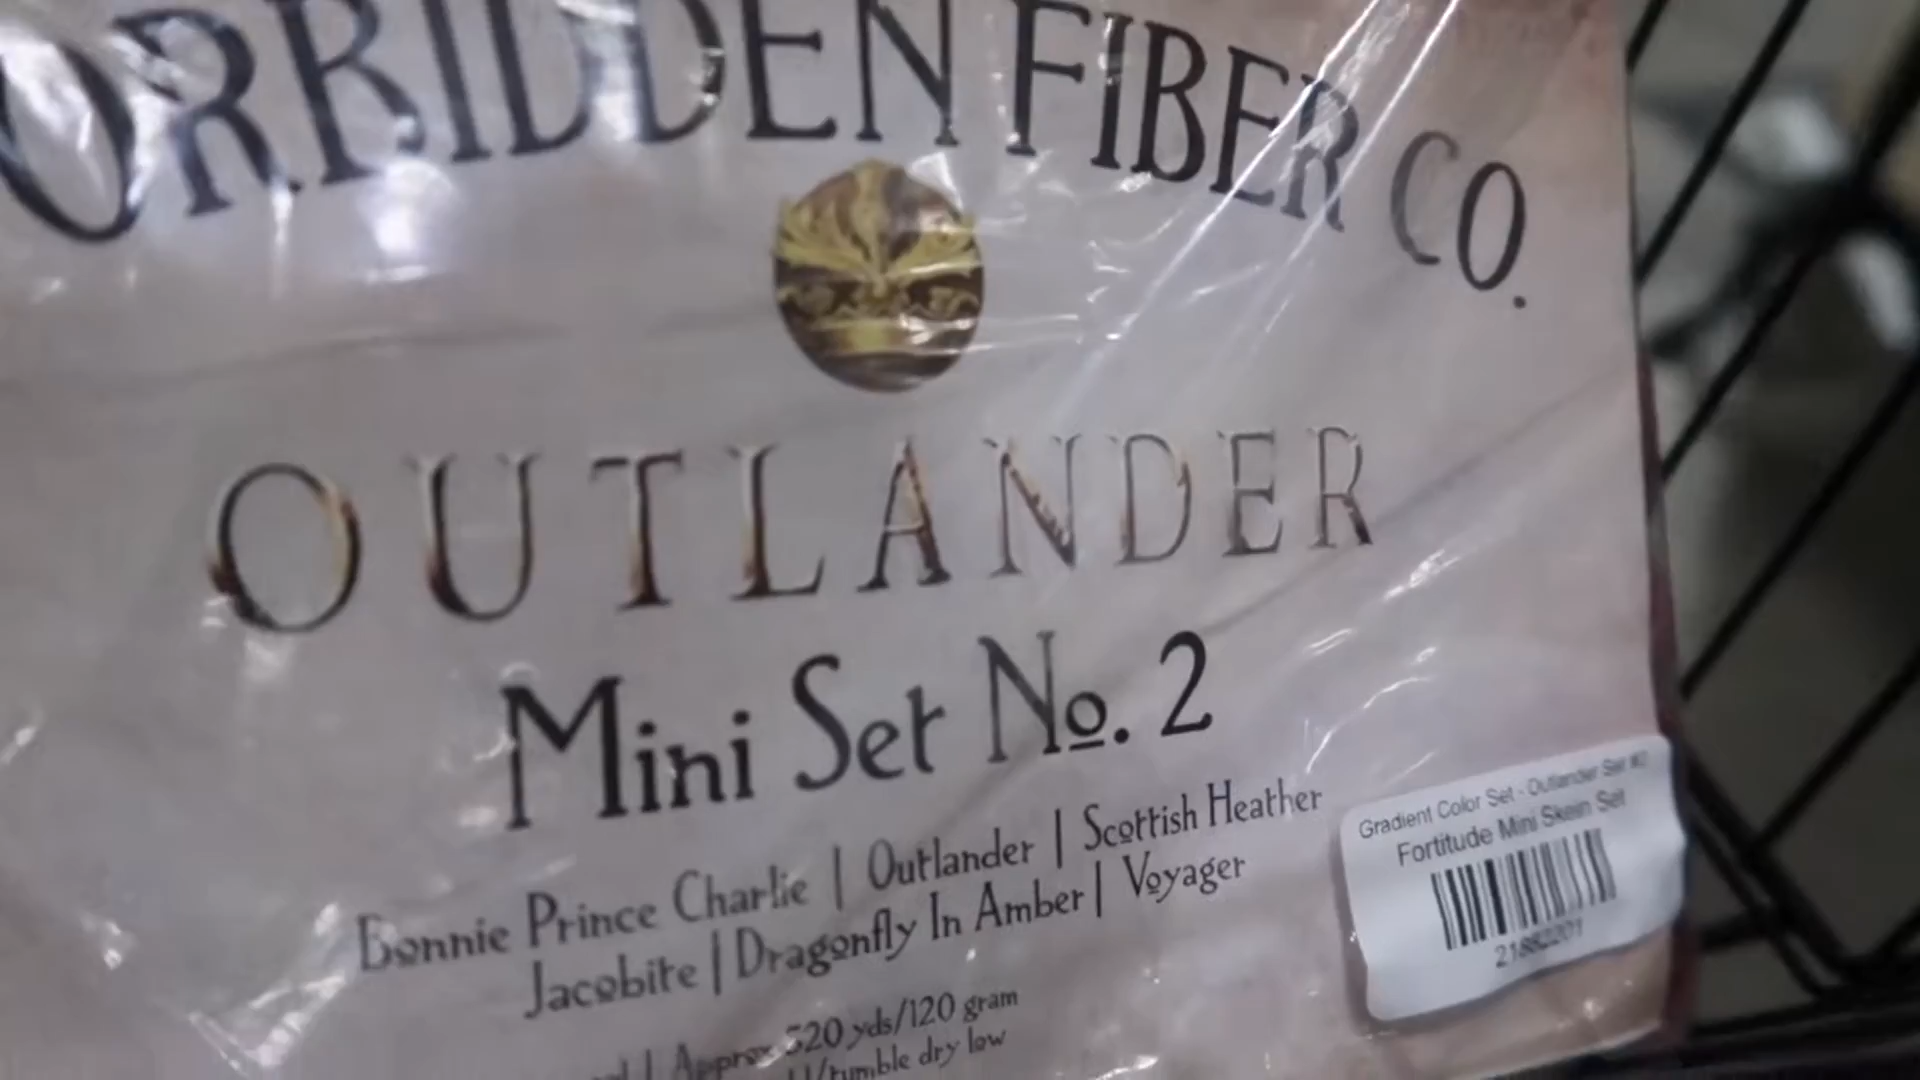 ORBIDDEN FIBER CO.
OUTLANDER
Mini Set No. 2
Bonnie Prince Charlie | Outlander | Scottish Heather
Jacobite | Dragonfly In Amber | Voyager
Approx 520 yds/120 gram
/tumble dry low
Gradient Color Set - Outlander Set #2
Fortitude Mini Skein Set